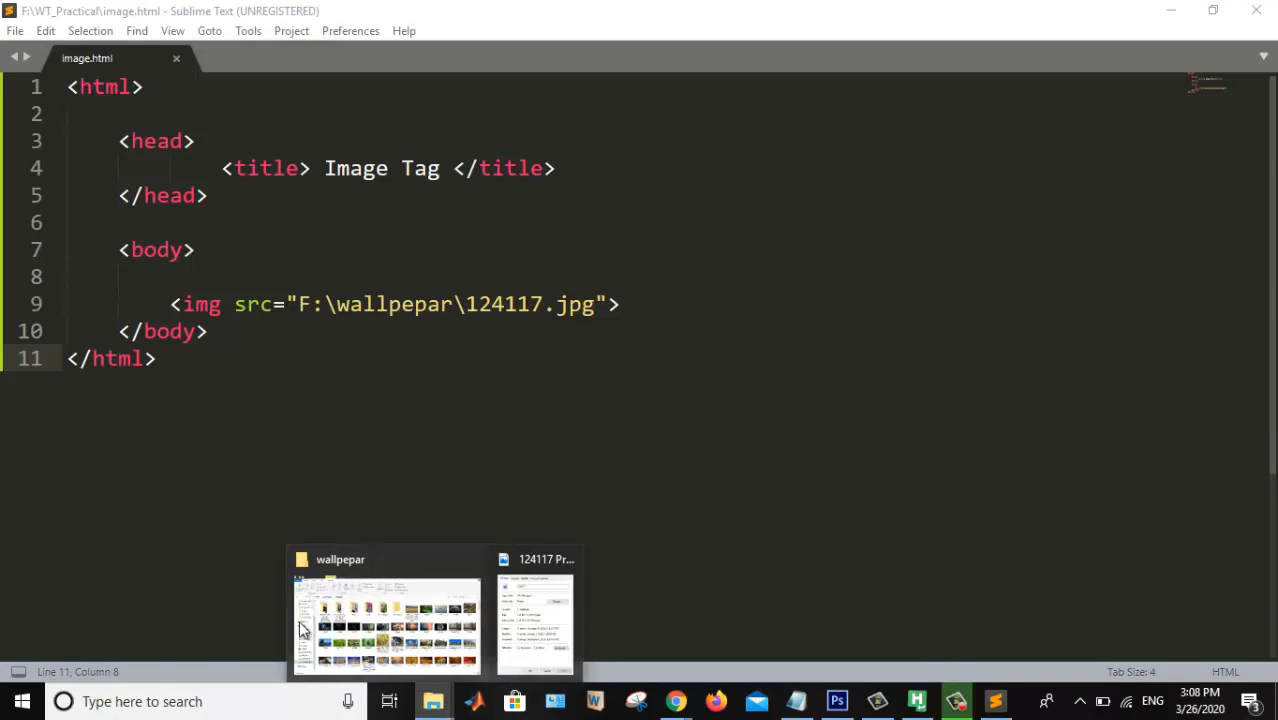 F:\WT_Practical\image.html - Sublime Text (UNREGISTERED)
File Edit Selection Find View Goto Tools Project Preferences Help
image.html
1 <html>
2
3 <head>
4 <title> Image Tag </title>
5 </head>
6
7 <body>
8
9 <img src="F:\wallpepar\124117.jpg">
10 </body>
11 </html>
wallpepar 124117 Pr...
Line 11, Column 8 Tab Size: 4 HTML
Type here to search ENG 3:08 PM
3/26/2020 3